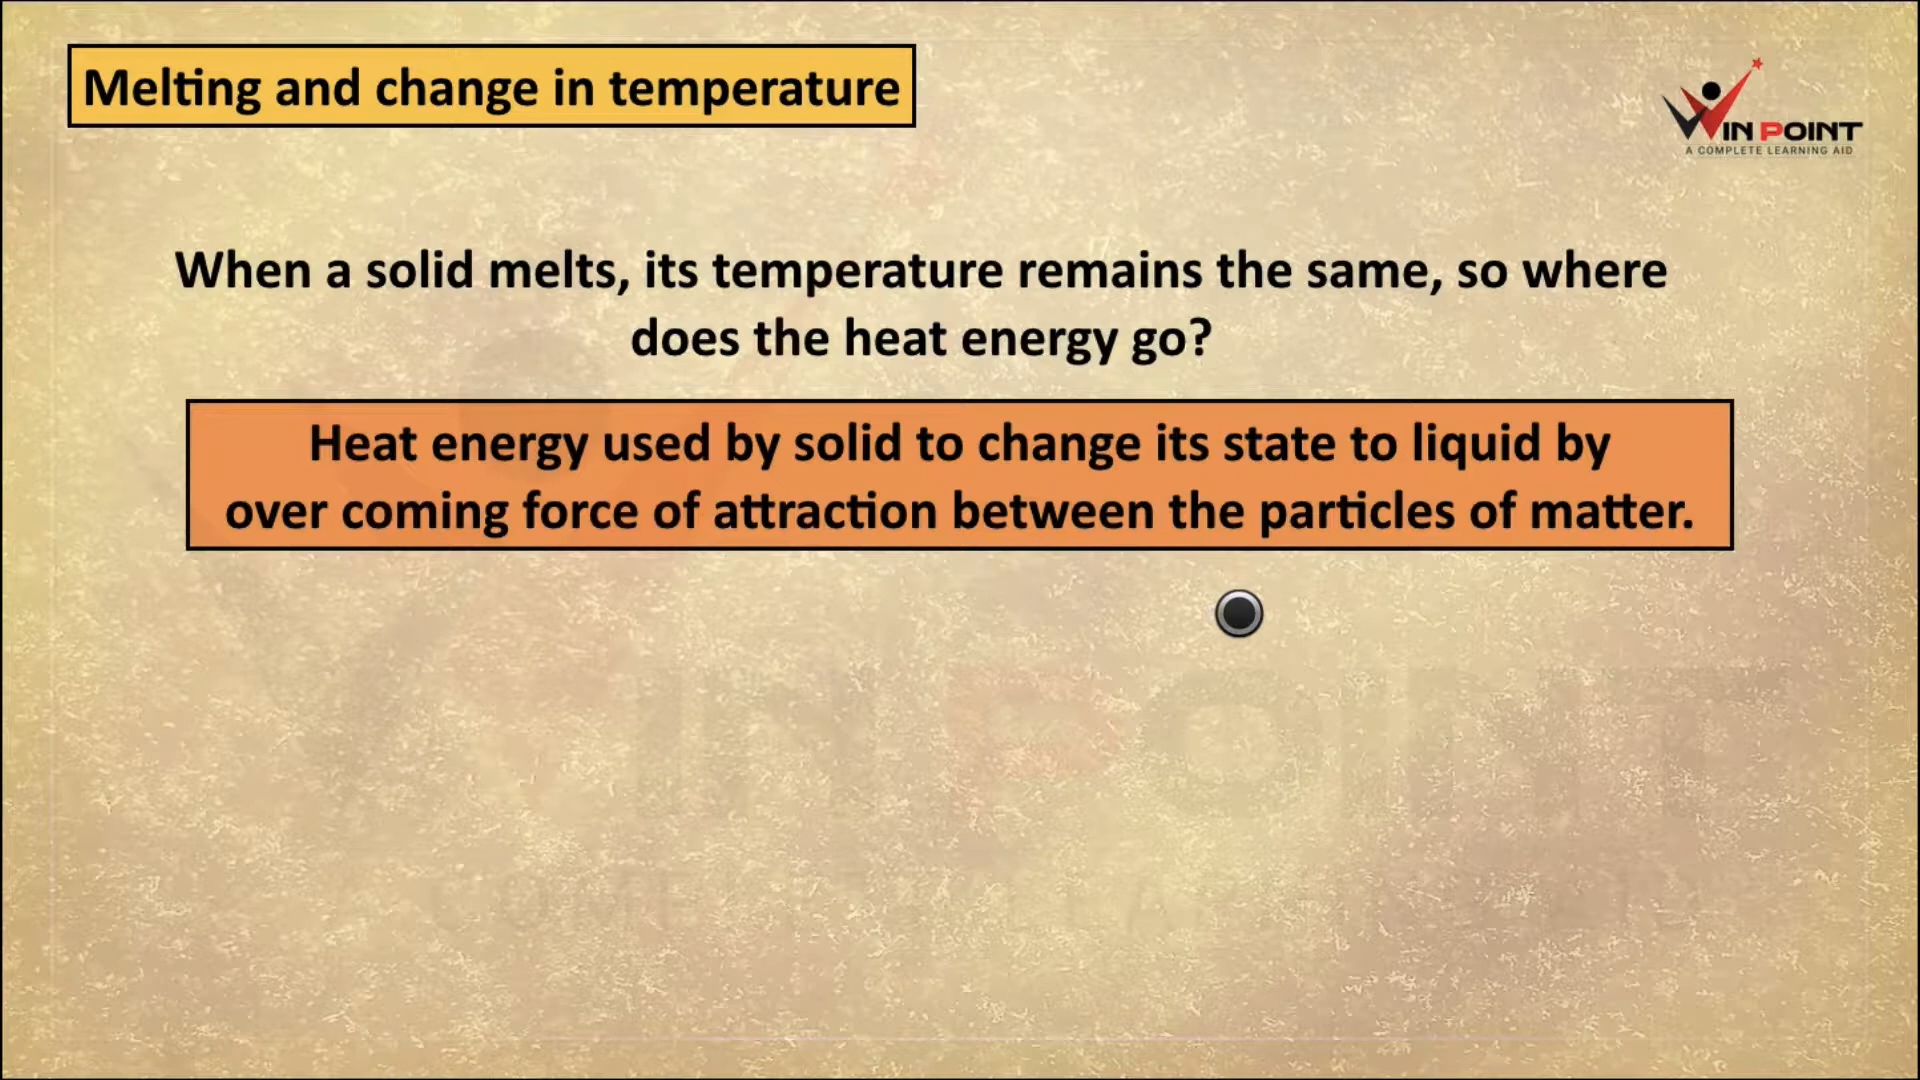 Melting and change in temperature
WIN POINT
A COMPLETE LEARNING AID
When a solid melts, its temperature remains the same, so where
does the heat energy go?
Heat energy used by solid to change its state to liquid by
over coming force of attraction between the particles of matter.